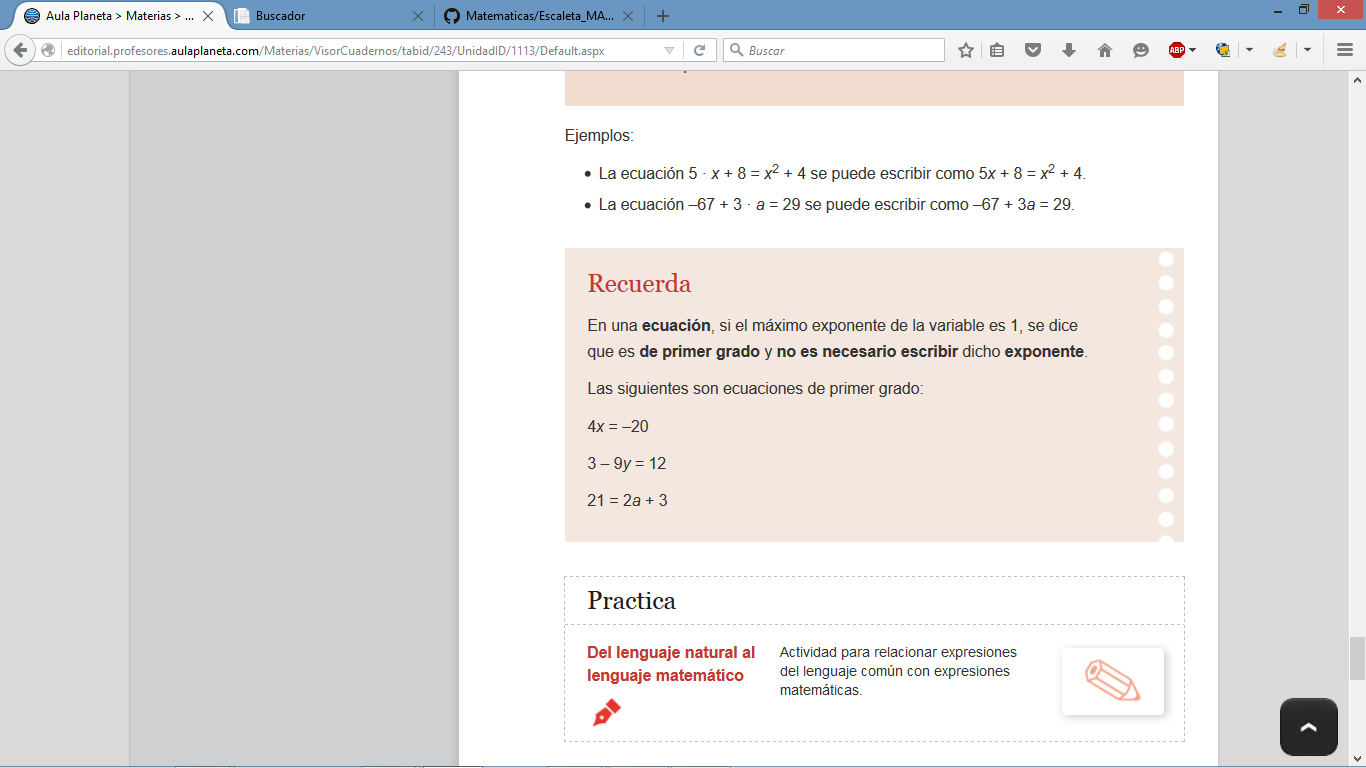 Aula Planeta > Materias > ...
Buscador
Matematicas/Escaleta_MA...
editorial.profesores.aulaplaneta.com/Materias/VisorCuadernos/tabid/243/UnidadID/1113/Default.aspx
Buscar
ABP
Ejemplos:
La ecuación 5 · x + 8 = x² + 4 se puede escribir como 5x + 8 = x² + 4.
La ecuación –67 + 3 · a = 29 se puede escribir como –67 + 3a = 29.
Recuerda
En una ecuación, si el máximo exponente de la variable es 1, se dice
que es de primer grado y no es necesario escribir dicho exponente.
Las siguientes son ecuaciones de primer grado:
4x = –20
3 – 9y = 12
21 = 2a + 3
Practica
Del lenguaje natural al
lenguaje matemático
Actividad para relacionar expresiones
del lenguaje común con expresiones
matemáticas.